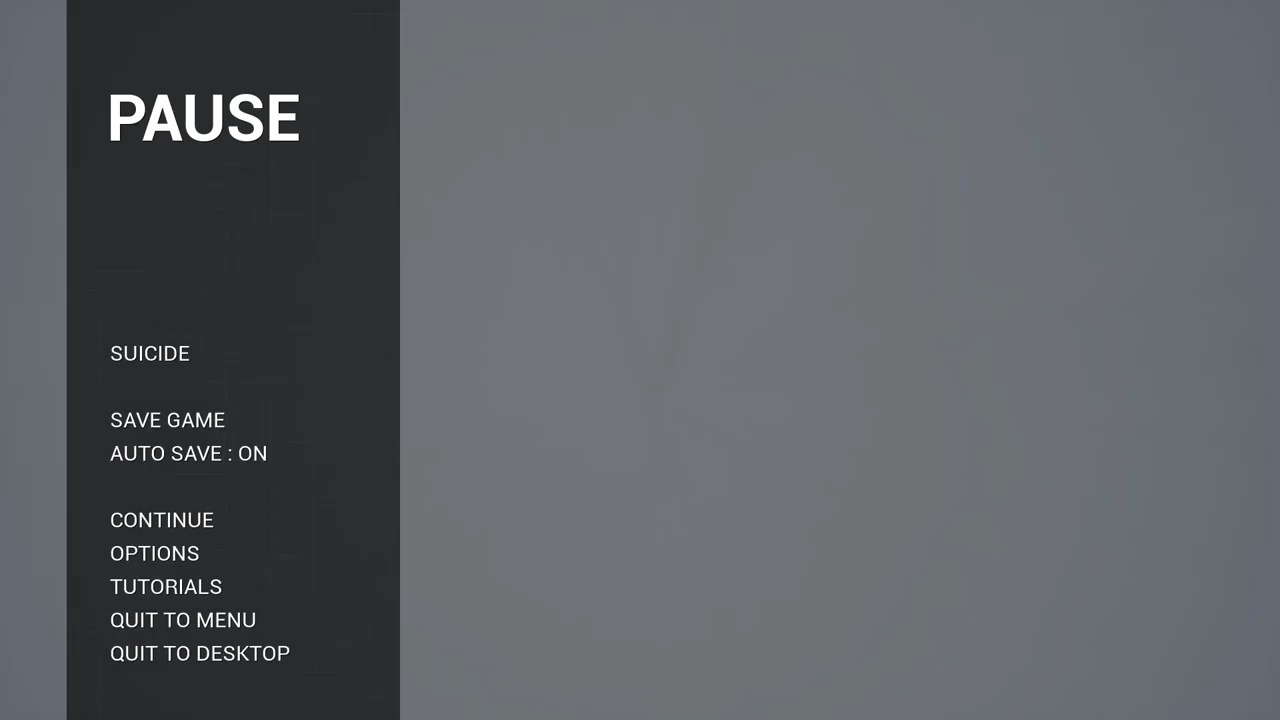 PAUSE
SUICIDE
SAVE GAME
AUTO SAVE : ON
CONTINUE
OPTIONS
TUTORIALS
QUIT TO MENU
QUIT TO DESKTOP